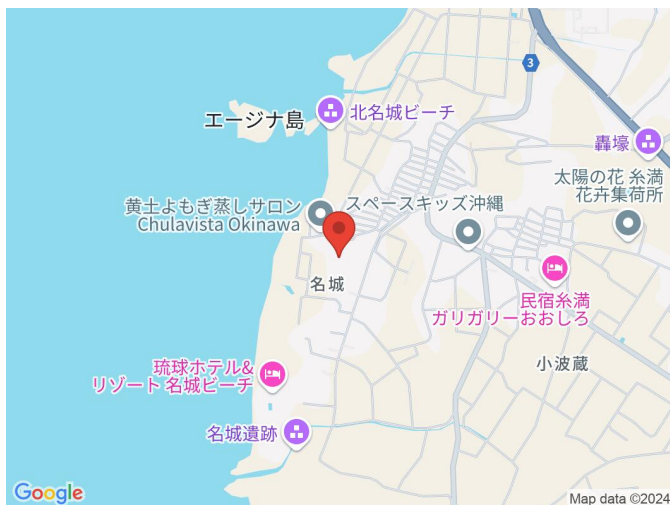 3
エージナ島
北名城ビーチ
轟壕
黄土よもぎ蒸しサロン
Chulavista Okinawa
スペースキッズ沖縄
太陽の花 糸満
花卉集荷所
名城
民宿糸満
ガリガリーおおしろ
小波蔵
琉球ホテル&
リゾート 名城ビーチ
名城遺跡
Google
Map data ©2024